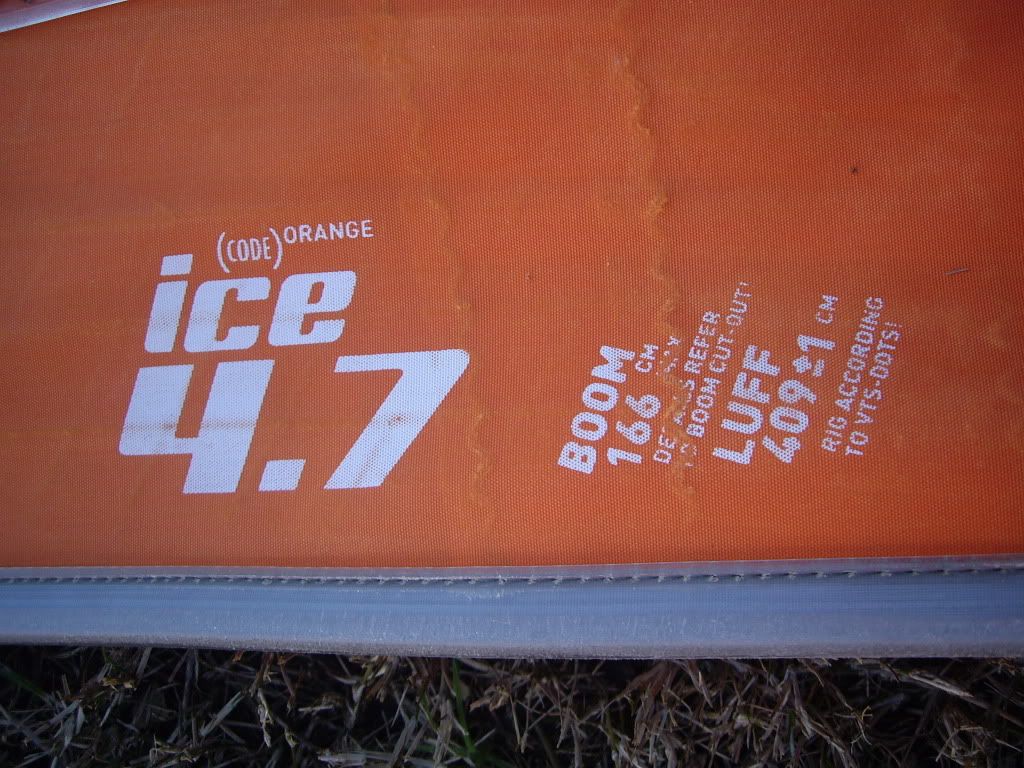 (CODE) ORANGE
ice
4.7
BOOM
166 CM
REFER
BOOM CUT-OUT!
LUFF
409±1 CM
RIG ACCORDING
TO VTS-DOTS!